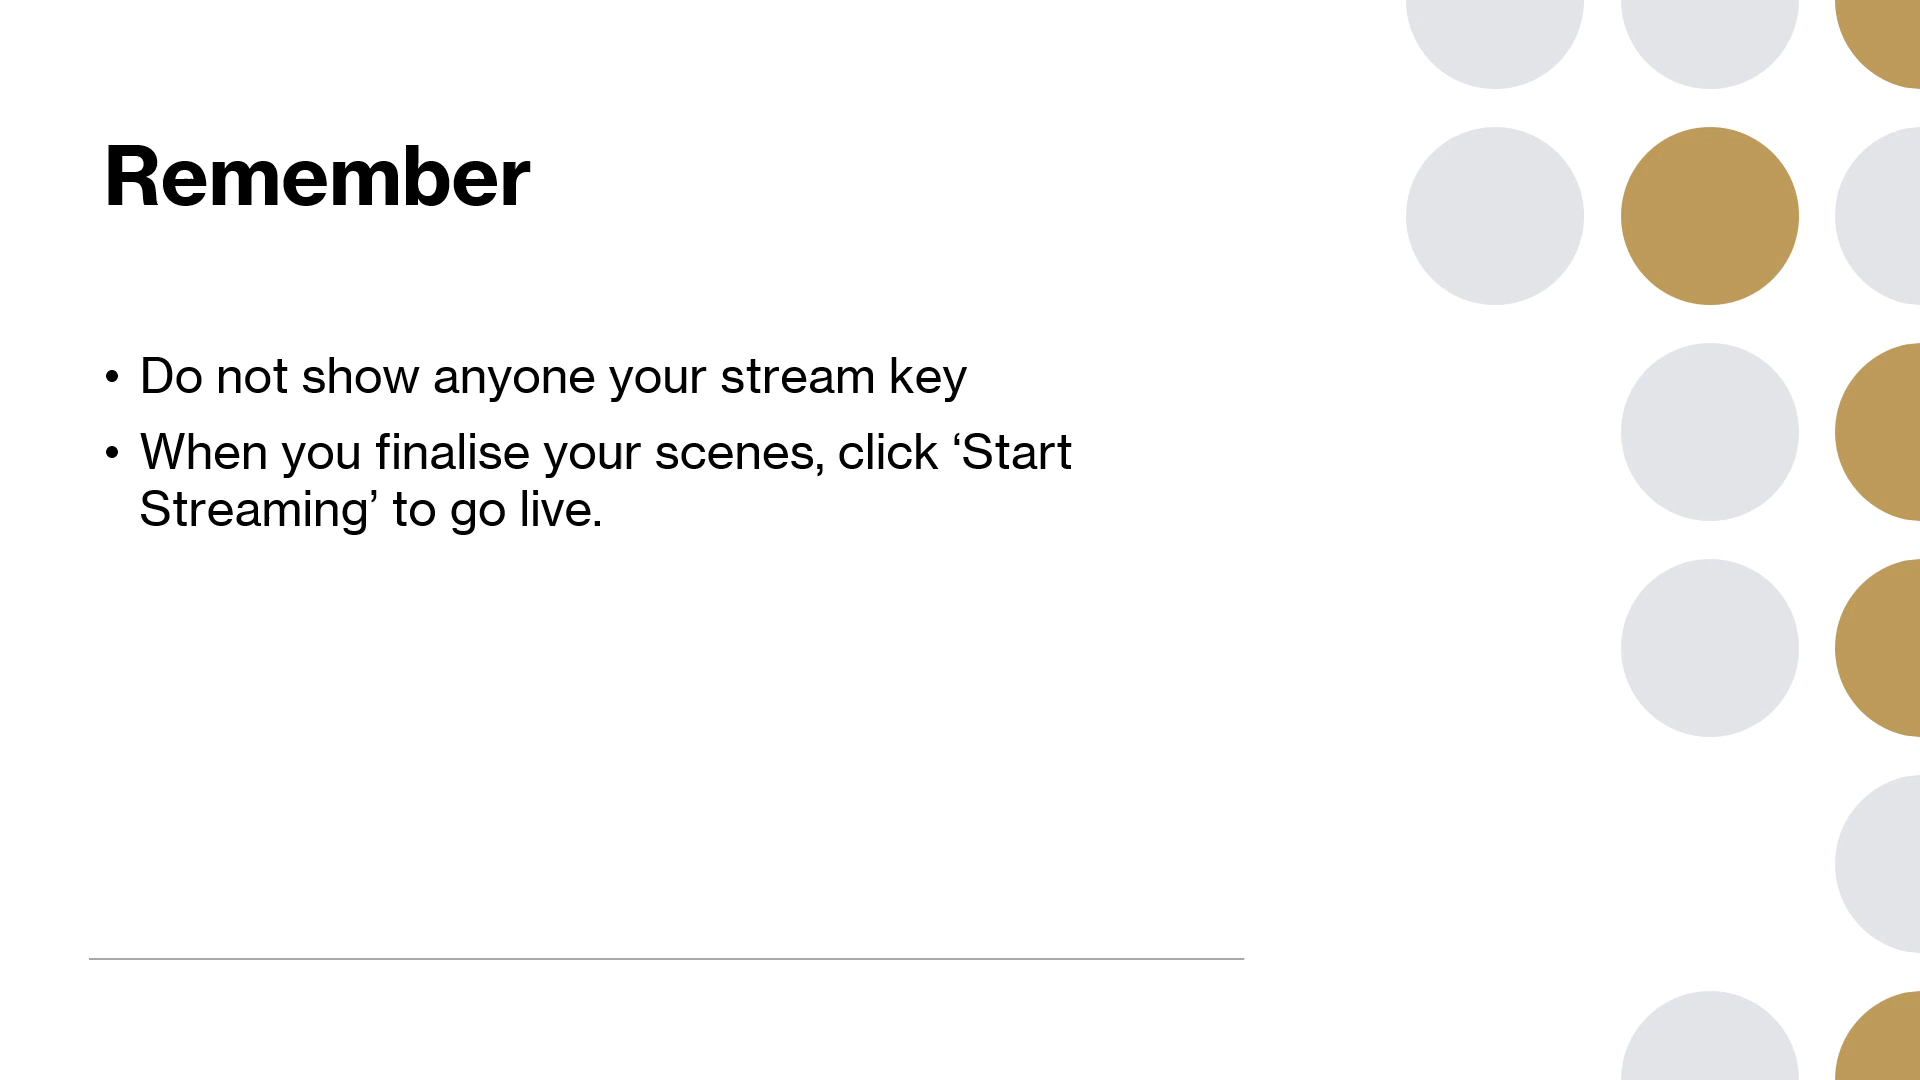 Remember
• Do not show anyone your stream key
• When you finalise your scenes, click ‘Start
Streaming’ to go live.